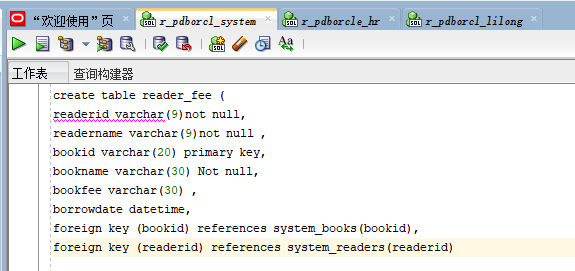 “欢迎使用”页 r_pdborcl_system r_pdborcle_hr r_pdborcl_lilong
工作表 查询构建器
create table reader_fee (
readerid varchar(9)not null,
readername varchar(9)not null ,
bookid varchar(20) primary key,
bookname varchar(30) Not null,
bookfee varchar(30) ,
borrowdate datetime,
foreign key (bookid) references system_books(bookid),
foreign key (readerid) references system_readers(readerid)